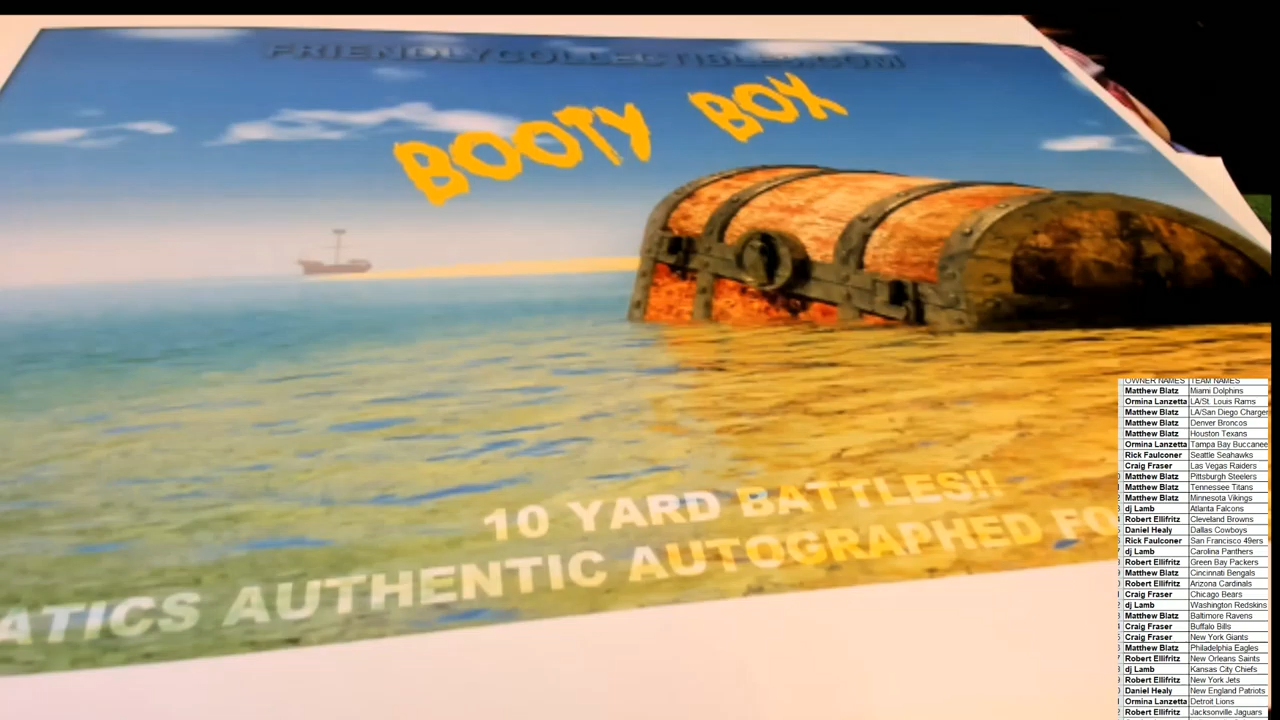 FRIENDLYCOLLECTIBLES.COM
BOOTY BOX
10 YARD BATTLES!!
ATICS AUTHE C AUTOGRAPHED FO
OWNER NAMES TEAM NAMES
Matthew Blatz Miami Dolphins
Ormina Lanzetta LA/St. Louis Rams
Matthew Blatz LA/San Diego Charger
Matthew Blatz Denver Broncos
Matthew Blatz Houston Texans
Ormina Lanzetta Tampa Bay Buccanee
Rick Faulconer Seattle Seahawks
Craig Fraser Las Vegas Raiders
Matthew Blatz Pittsburgh Steelers
Matthew Blatz Tennessee Titans
Matthew Blatz Minnesota Vikings
dj Lamb Atlanta Falcons
Robert Ellifritz Cleveland Browns
Daniel Healy Dallas Cowboys
Rick Faulconer San Francisco 49ers
dj Lamb Carolina Panthers
Robert Ellifritz Green Bay Packers
Matthew Blatz Cincinnati Bengals
Robert Ellifritz Arizona Cardinals
Craig Fraser Chicago Bears
dj Lamb Washington Redskins
Matthew Blatz Baltimore Ravens
Craig Fraser Buffalo Bills
Craig Fraser New York Giants
Matthew Blatz Philadelphia Eagles
Robert Ellifritz New Orleans Saints
dj Lamb Kansas City Chiefs
Robert Ellifritz New York Jets
Daniel Healy New England Patriots
Ormina Lanzetta Detroit Lions
Robert Ellifritz Jacksonville Jaguars